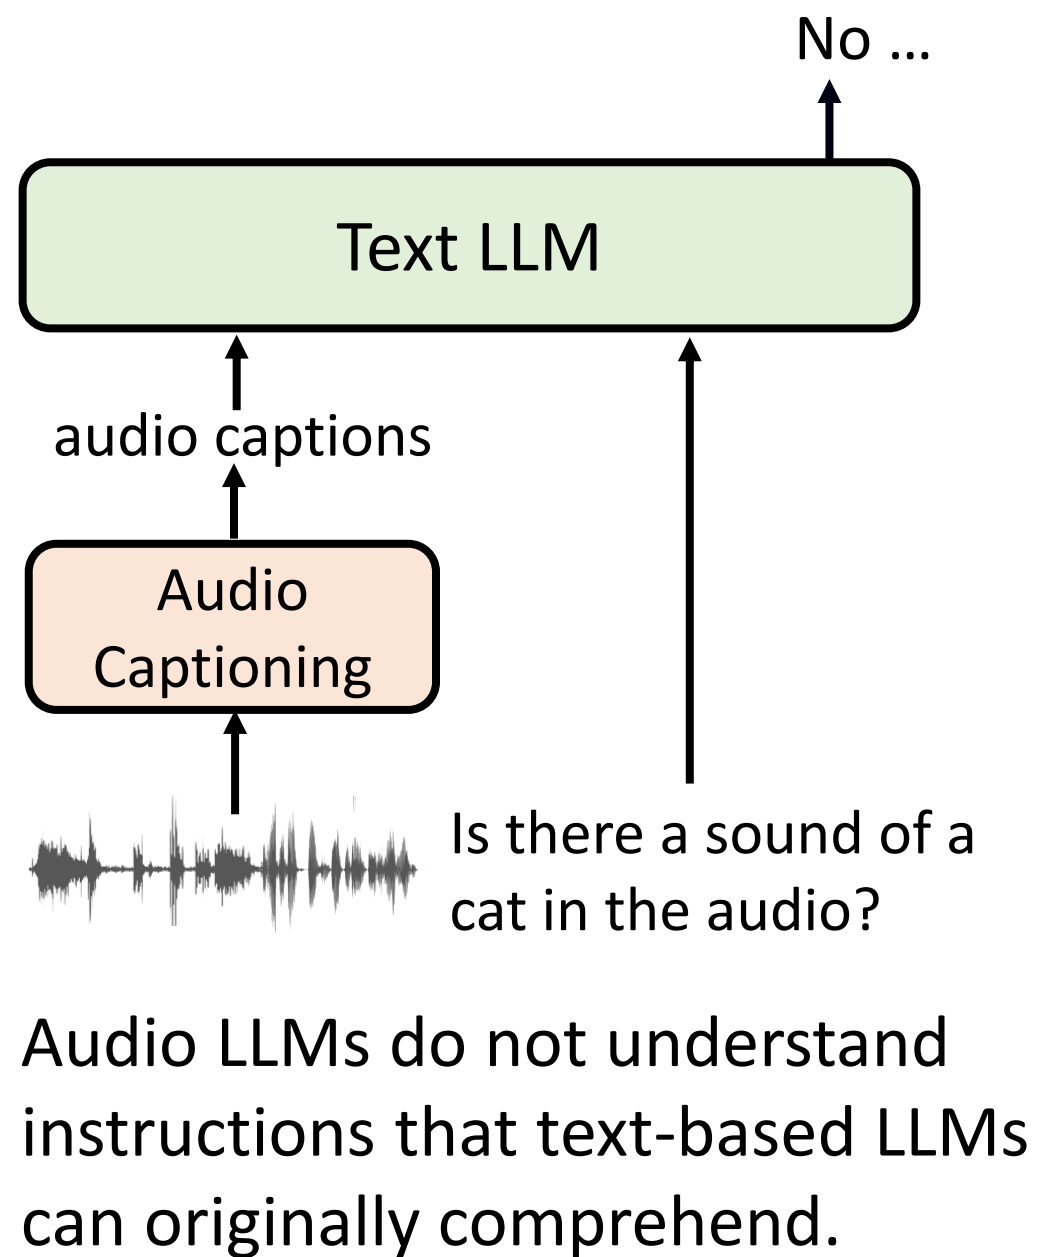 No ...
Text LLM
audio captions
Audio
Captioning
Is there a sound of a
cat in the audio?
Audio LLMs do not understand
instructions that text-based LLMs
can originally comprehend.